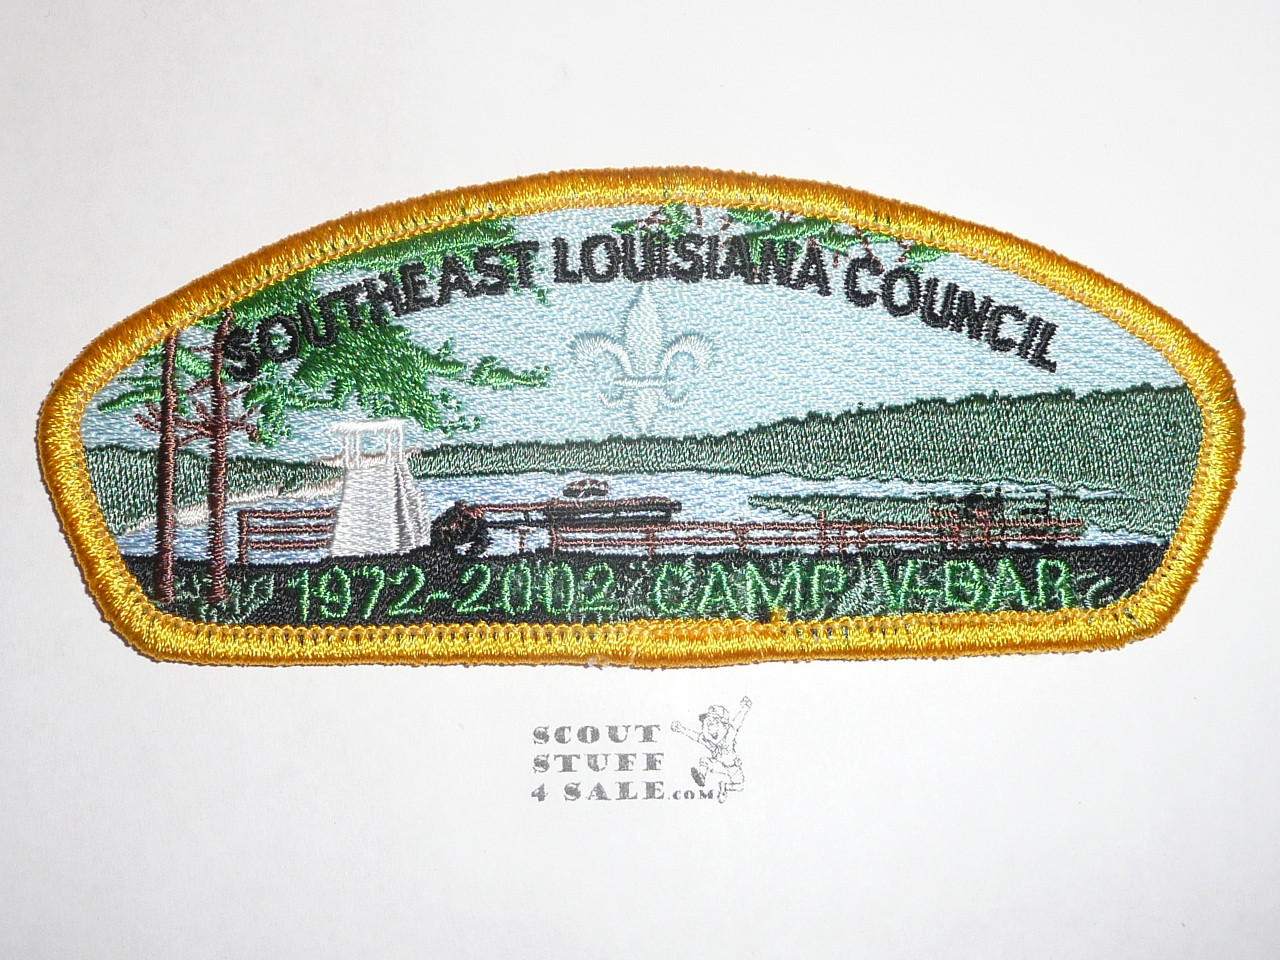 SOUTHEAST LOUISIANA COUNCIL
1972-2002 CAMP V-BAR
SCOUT
STUFF
4 SALE.COM